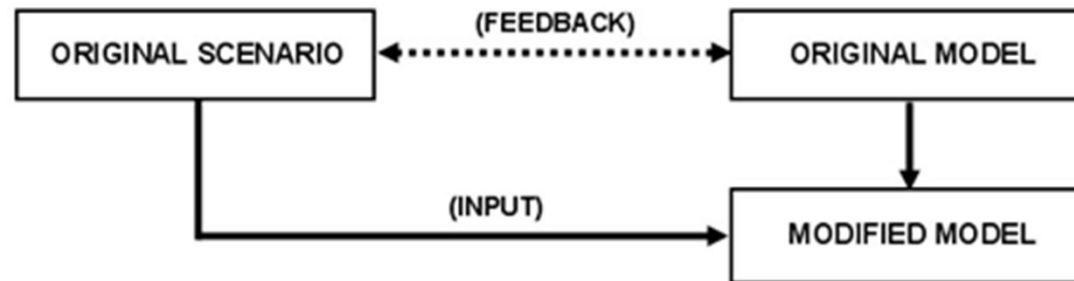 (FEEDBACK)
ORIGINAL SCENARIO
ORIGINAL MODEL
(INPUT)
MODIFIED MODEL